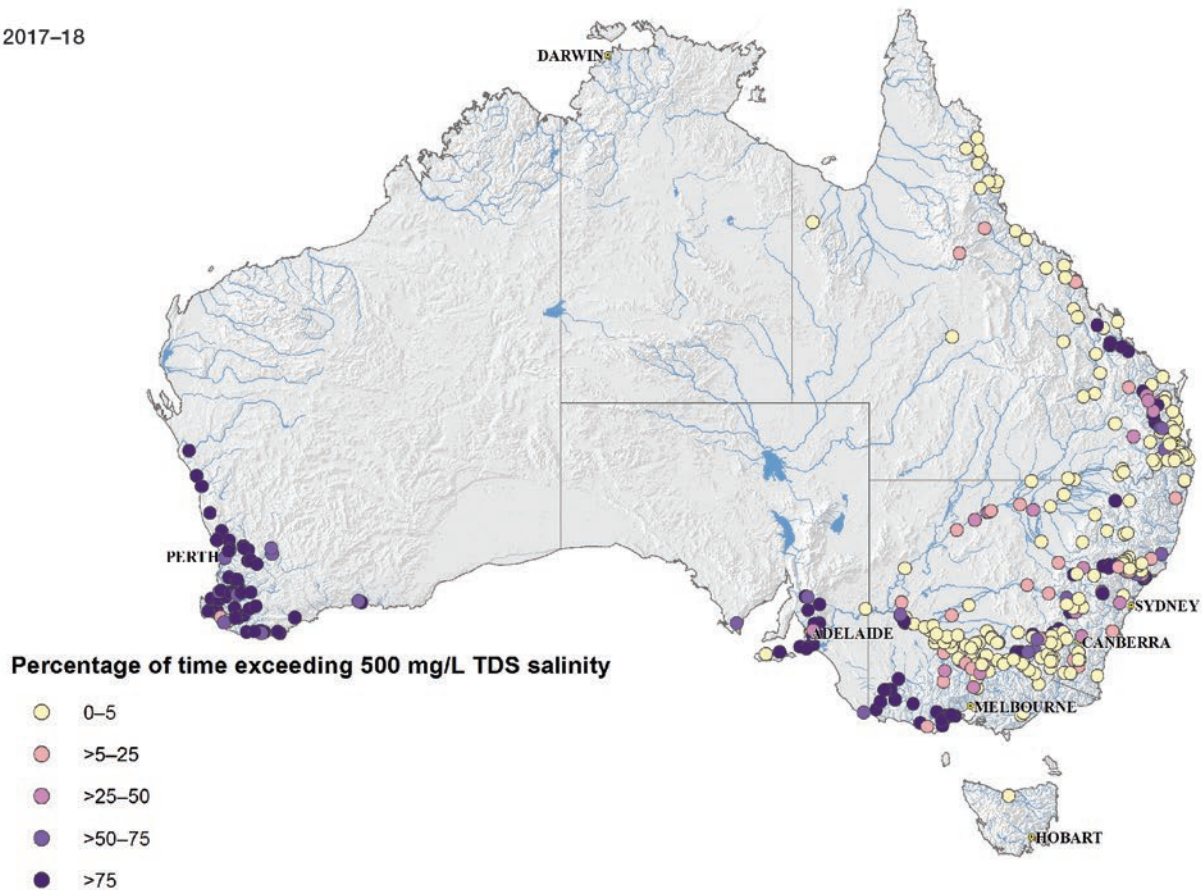 2017–18
DARWIN
PERTH
ADELAIDE
SYDNEY
CANBERRA
MELBOURNE
HOBART
Percentage of time exceeding 500 mg/L TDS salinity
0–5
>5–25
>25–50
>50–75
>75